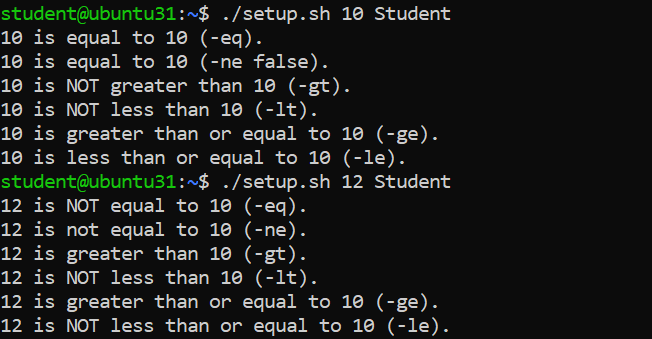 student@ubuntu31:~$ ./setup.sh 10 Student
10 is equal to 10 (-eq).
10 is equal to 10 (-ne false).
10 is NOT greater than 10 (-gt).
10 is NOT less than 10 (-lt).
10 is greater than or equal to 10 (-ge).
10 is less than or equal to 10 (-le).
student@ubuntu31:~$ ./setup.sh 12 Student
12 is NOT equal to 10 (-eq).
12 is not equal to 10 (-ne).
12 is greater than 10 (-gt).
12 is NOT less than 10 (-lt).
12 is greater than or equal to 10 (-ge).
12 is NOT less than or equal to 10 (-le).